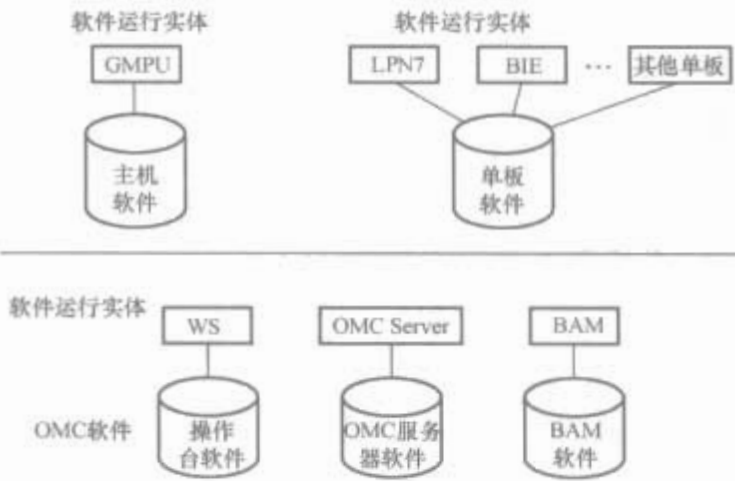 软件运行实体
软件运行实体
GMPU
LPN7
BIE
···
其他单板
主机
软件
单板
软件
软件运行实体
WS
OMC Server
BAM
OMC软件
操作
台软件
OMC服务
器软件
BAM
软件